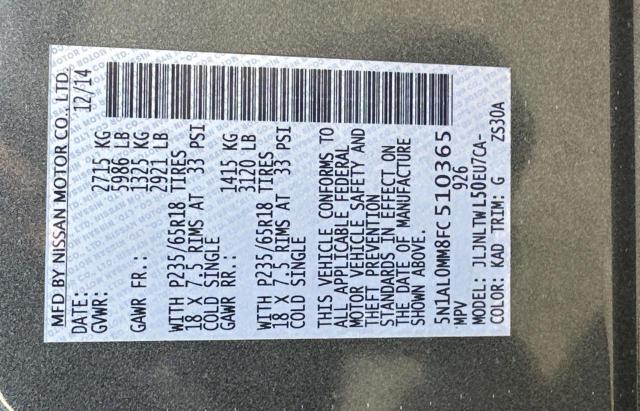 MFD BY NISSAN MOTOR CO., LTD.
DATE: 12/14
GVWR: 2715 KG
5986 LB
GAWR FR.: 1325 KG
2921 LB
WITH P235/65R18 TIRES
18 X 7.5 RIMS AT 33 PSI
COLD SINGLE
GAWR RR.: 1415 KG
3120 LB
WITH P235/65R18 TIRES
18 X 7.5 RIMS AT 33 PSI
COLD SINGLE
THIS VEHICLE CONFORMS TO
ALL APPLICABLE FEDERAL
MOTOR VEHICLE SAFETY AND
THEFT PREVENTION
STANDARDS IN EFFECT ON
THE DATE OF MANUFACTURE
SHOWN ABOVE.
5N1AL0MM8FC510365
MPV 926
MODEL: JLJNLTWL50EU7CA-
COLOR: KAD TRIM: G ZS30A